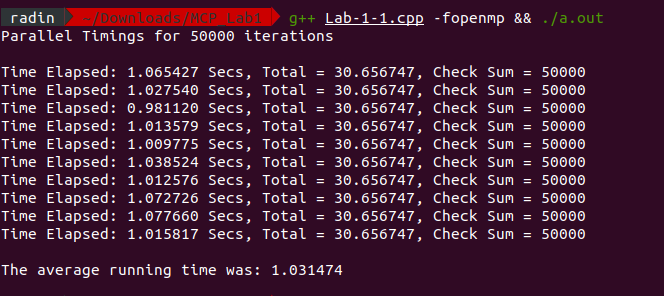 radin ~/Downloads/MCP_Lab1 g++ Lab-1-1.cpp -fopenmp && ./a.out
Parallel Timings for 50000 iterations
Time Elapsed: 1.065427 Secs, Total = 30.656747, Check Sum = 50000
Time Elapsed: 1.027540 Secs, Total = 30.656747, Check Sum = 50000
Time Elapsed: 0.981120 Secs, Total = 30.656747, Check Sum = 50000
Time Elapsed: 1.013579 Secs, Total = 30.656747, Check Sum = 50000
Time Elapsed: 1.009775 Secs, Total = 30.656747, Check Sum = 50000
Time Elapsed: 1.038524 Secs, Total = 30.656747, Check Sum = 50000
Time Elapsed: 1.012576 Secs, Total = 30.656747, Check Sum = 50000
Time Elapsed: 1.072726 Secs, Total = 30.656747, Check Sum = 50000
Time Elapsed: 1.077660 Secs, Total = 30.656747, Check Sum = 50000
Time Elapsed: 1.015817 Secs, Total = 30.656747, Check Sum = 50000
The average running time was: 1.031474